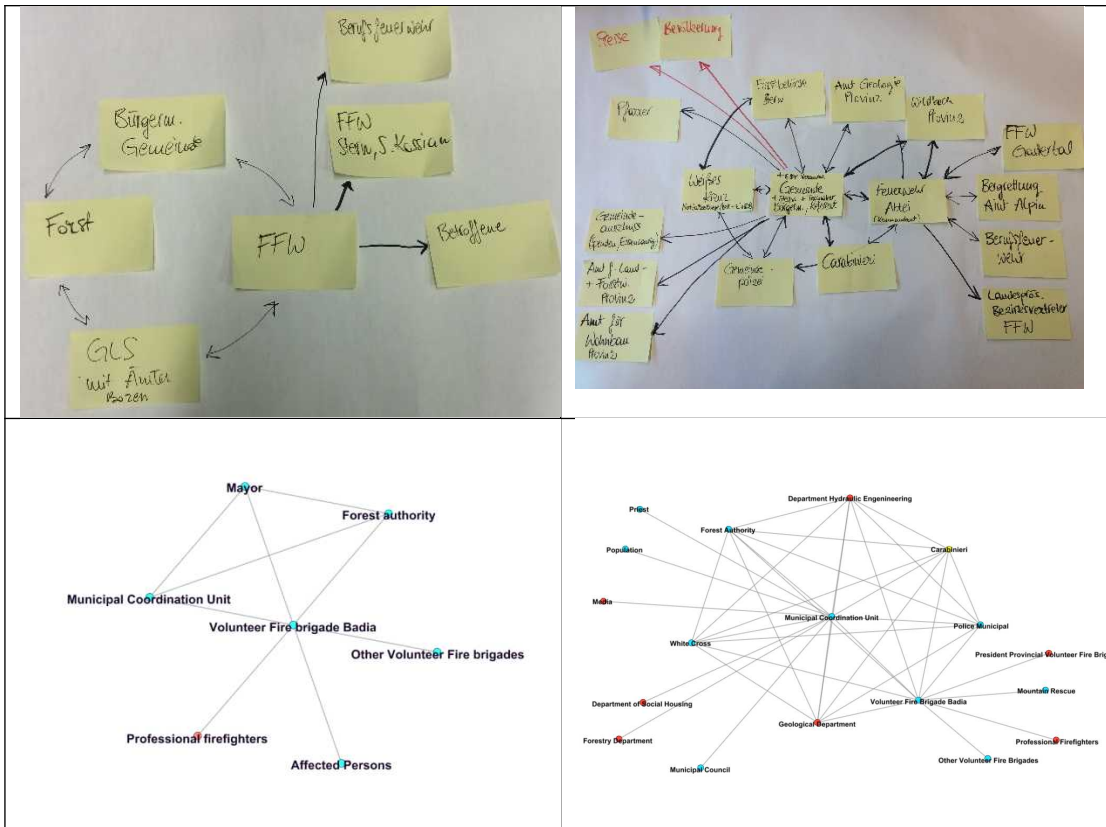 Berufsfeuerwehr
Bürgerm.
Gemeinde
FFW
Stern, S. Kassian
Forst
FFW
Betroffene
GLS
mit Ämter
Bozen
Presse
Bevölkerung
Pfarrer
Amt Geologie
Provinz
Wildbach
Provinz
FFW
Gadertal
Weißes
Kreuz
Gemeinde
Feuerwehr
Abtei
Bergrettung
Amt Alpin
Gemeinde-
ausschuss
Gemeinde-
polizei
Carabinieri
Berufsfeuer-
wehr
Amt f. Land-
Provinz
Amt für
Wohnbau
Provinz
Landespräs.
Bezirksvertreter
FFW
Mayor
Forest authority
Municipal Coordination Unit
Volunteer Fire brigade Badia
Other Volunteer Fire brigades
Professional firefighters
Affected Persons
Department Hydraulic Engenineering
Priest
Forest Authority
Population
Carabinieri
Media
Municipal Coordination Unit
Police Municipal
White Cross
President Provincial Volunteer Fire Brig
Mountain Rescue
Department of Social Housing
Volunteer Fire Brigade Badia
Geological Department
Forestry Department
Professional Firefighters
Other Volunteer Fire Brigades
Municipal Council